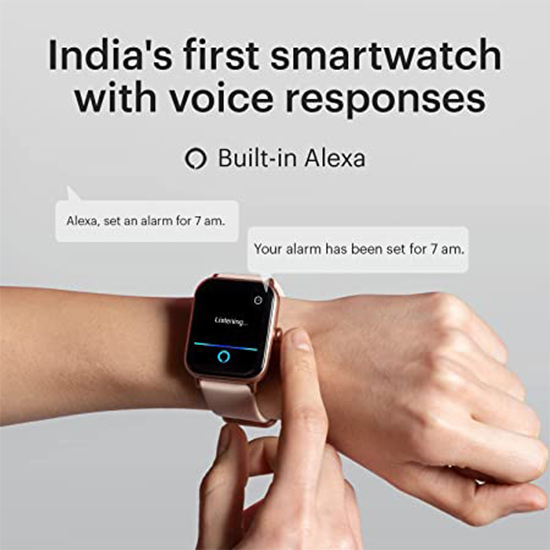 India's first smartwatch
with voice responses
Built-in Alexa
Alexa, set an alarm for 7 am.
Your alarm has been set for 7 am.
Listening...